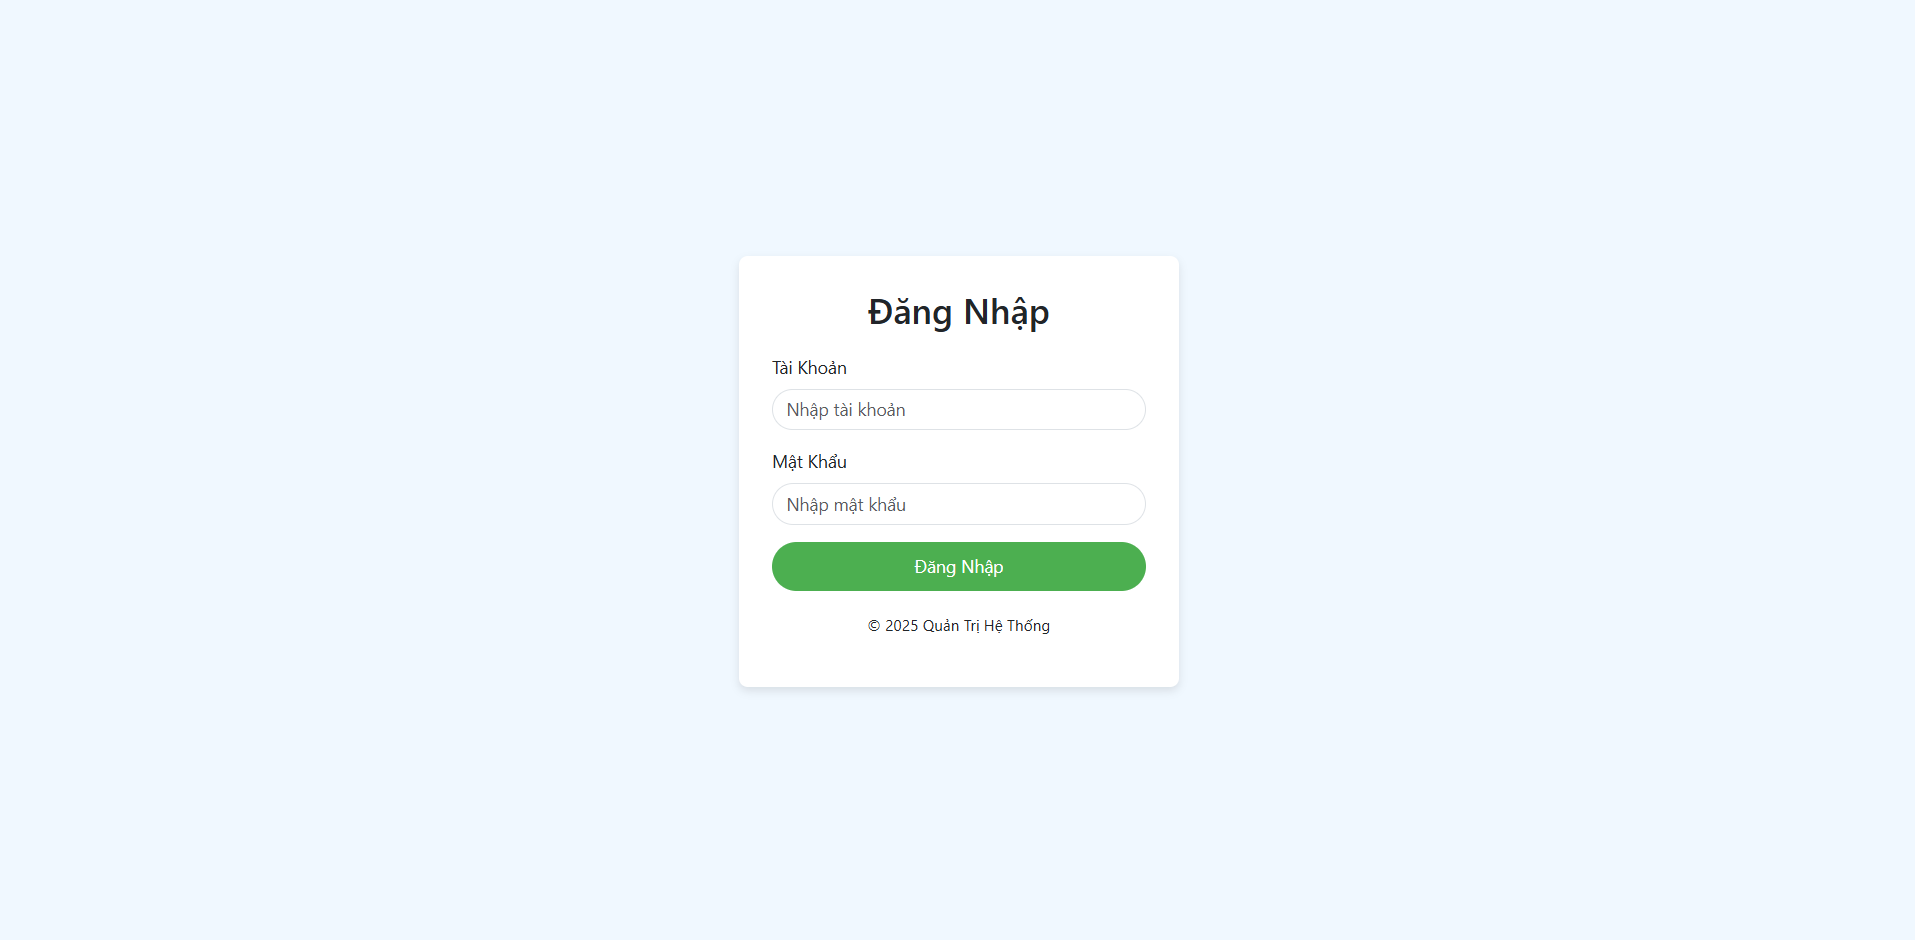 Đăng Nhập
Tài Khoản
Nhập tài khoản
Mật Khẩu
Nhập mật khẩu
Đăng Nhập
© 2025 Quản Trị Hệ Thống